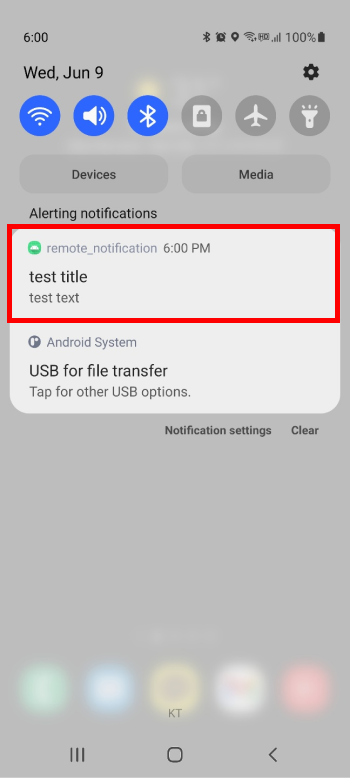 6:00
100%
Wed, Jun 9
Devices
Media
Alerting notifications
remote_notification 6:00 PM
test title
test text
Android System
USB for file transfer
Tap for other USB options.
Notification settings
Clear
KT